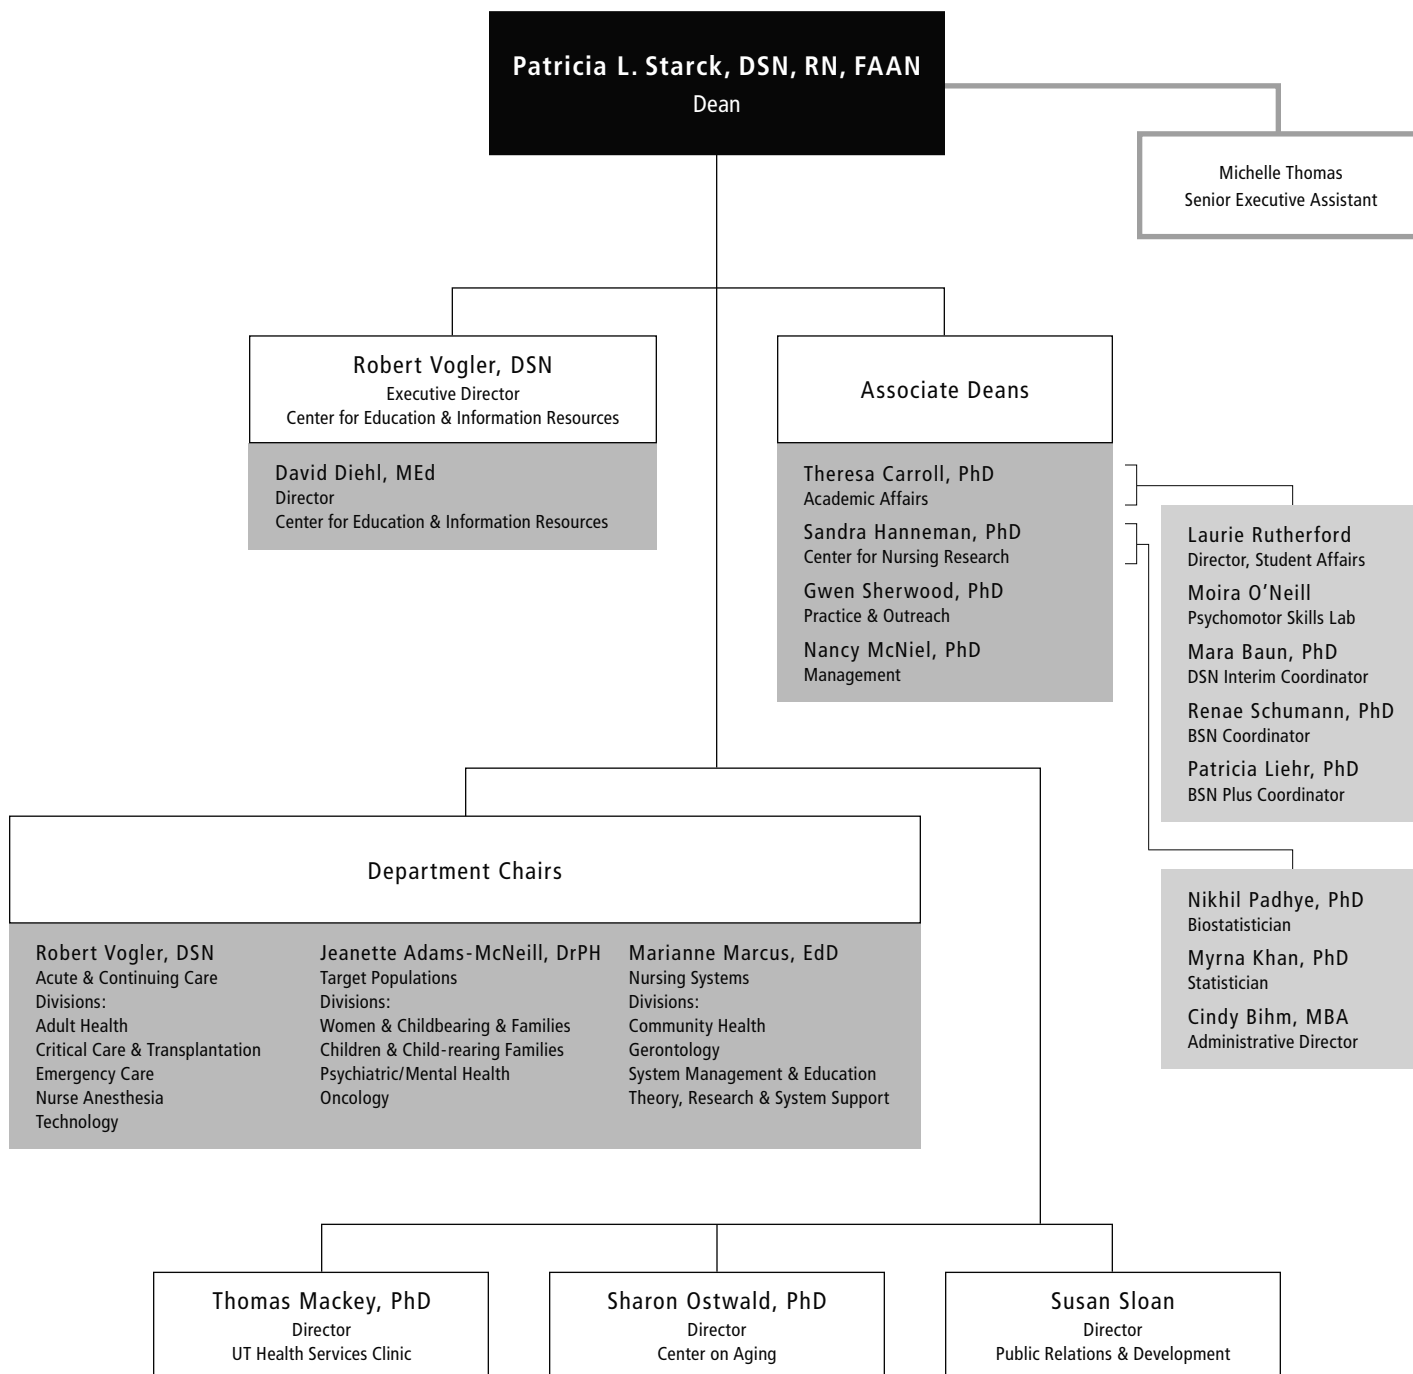 Patricia L. Starck, DSN, RN, FAAN
Dean
Michelle Thomas
Senior Executive Assistant
Robert Vogler, DSN
Executive Director
Center for Education & Information Resources
David Diehl, MEd
Director
Center for Education & Information Resources
Associate Deans
Theresa Carroll, PhD
Academic Affairs
Sandra Hanneman, PhD
Center for Nursing Research
Gwen Sherwood, PhD
Practice & Outreach
Nancy McNiel, PhD
Management
Laurie Rutherford
Director, Student Affairs
Moira O’Neill
Psychomotor Skills Lab
Mara Baun, PhD
DSN Interim Coordinator
Renae Schumann, PhD
BSN Coordinator
Patricia Liehr, PhD
BSN Plus Coordinator
Nikhil Padhye, PhD
Biostatistician
Myrna Khan, PhD
Statistician
Cindy Bihm, MBA
Administrative Director
Department Chairs
Robert Vogler, DSN
Acute & Continuing Care
Divisions:
Adult Health
Critical Care & Transplantation
Emergency Care
Nurse Anesthesia
Technology
Jeanette Adams-McNeill, DrPH
Target Populations
Divisions:
Women & Childbearing & Families
Children & Child-rearing Families
Psychiatric/Mental Health
Oncology
Marianne Marcus, EdD
Nursing Systems
Divisions:
Community Health
Gerontology
System Management & Education
Theory, Research & System Support
Thomas Mackey, PhD
Director
UT Health Services Clinic
Sharon Ostwald, PhD
Director
Center on Aging
Susan Sloan
Director
Public Relations & Development